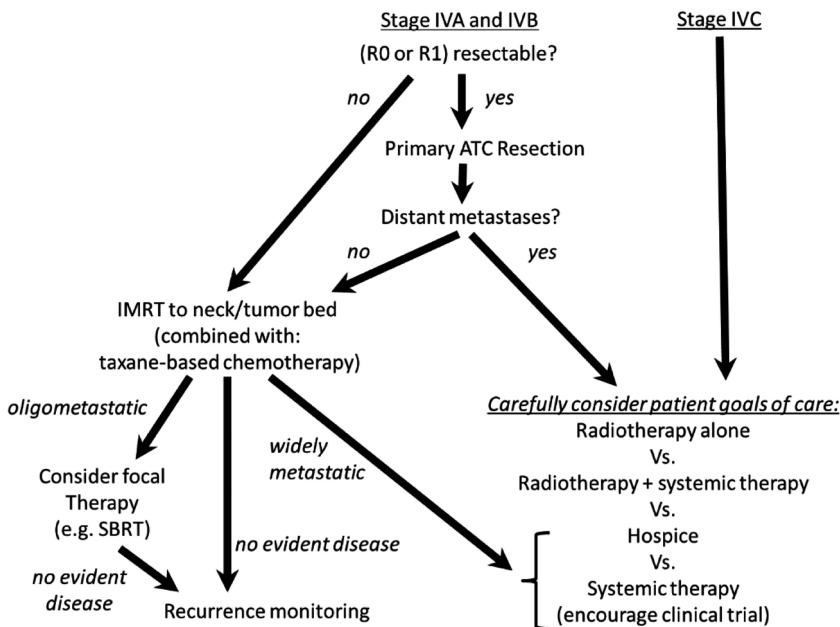 Stage IVA and IVB
(R0 or R1) resectable?
Stage IVC
no
yes
Primary ATC Resection
Distant metastases?
no
yes
IMRT to neck/tumor bed
(combined with:
taxane-based chemotherapy)
oligometastatic
widely
metastatic
Consider focal
Therapy
(e.g. SBRT)
no evident disease
no evident
disease
Recurrence monitoring
Carefully consider patient goals of care:
Radiotherapy alone
Vs.
Radiotherapy + systemic therapy
Vs.
Hospice
Vs.
Systemic therapy
(encourage clinical trial)